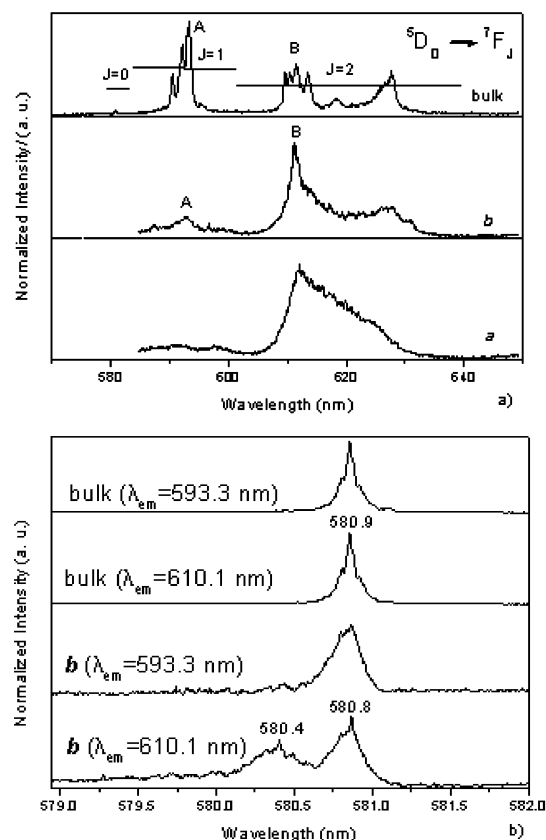 A
⁵D₀ → ⁷F_J
J=1
B
J=0
J=2
bulk
B
A
b
a
Normalized Intensity/(a. u.)
580 600 620 640
Wavelength (nm)
a)
bulk (λem=593.3 nm)
580.9
bulk (λem=610.1 nm)
b (λem=593.3 nm)
580.8
580.4
b (λem=610.1 nm)
Normalized Intensity (a. u.)
579.0 579.5 580.0 580.5 581.0 581.5 582.0
Wavelength (nm)
b)